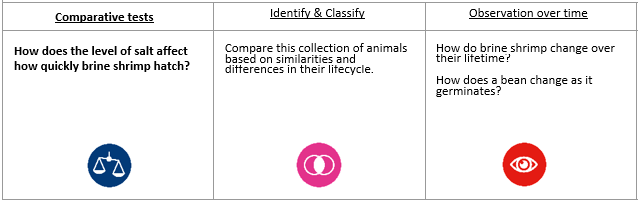 Comparative tests
How does the level of salt affect
how quickly brine shrimp hatch?
Identify & Classify
Compare this collection of animals
based on similarities and
differences in their lifecycle.
Observation over time
How do brine shrimp change over
their lifetime?
How does a bean change as it
germinates?